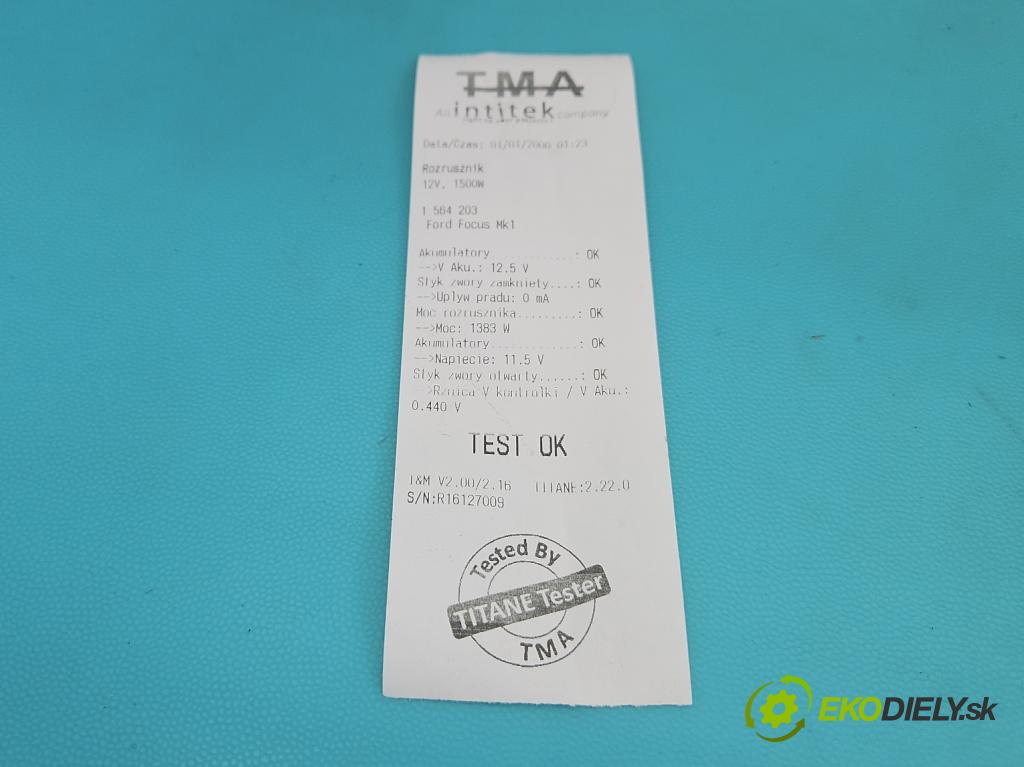 TMA
An intitek company
Data/Czas: 01/01/2000 01:23
Rozrusznik
12V, 1500W
1 564 203
Ford Focus Mk1
Akumulatory............: OK
-->V Aku.: 12.5 V
Styk zwory zamkniety....: OK
-->Uplyw pradu: 0 mA
Moc rozrusznika.........: OK
-->Moc: 1383 W
Akumulatory............: OK
-->Napiecie: 11.5 V
Styk zwory otwarty......: OK
-->Rznica V kontrolki / V Aku.:
0.440 V
TEST OK
I&M V2.00/2.16 TITANE:2.22.0
S/N:R16127009
Tested By
TITANE Tester
TMA
EKODIELY.sk